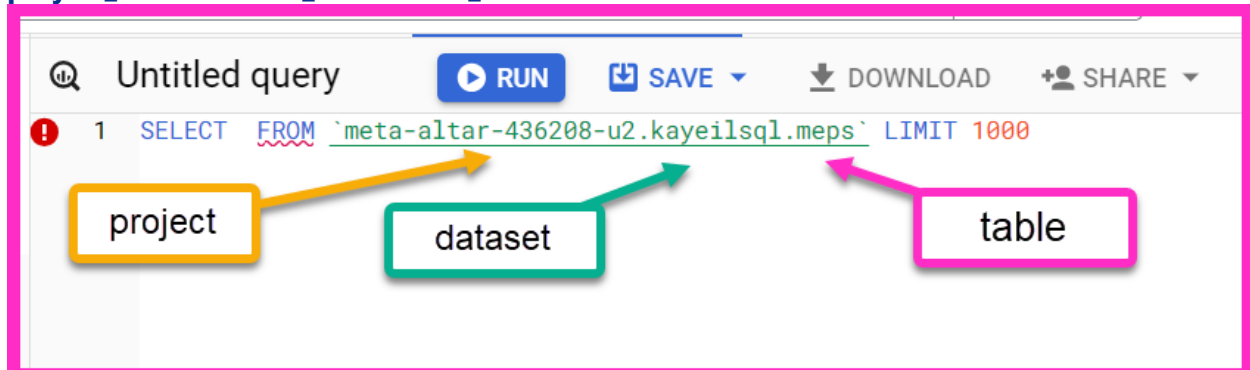 Untitled query RUN SAVE DOWNLOAD SHARE
1 SELECT FROM `meta-altar-436208-u2.kayeilsql.meps` LIMIT 1000
project dataset table